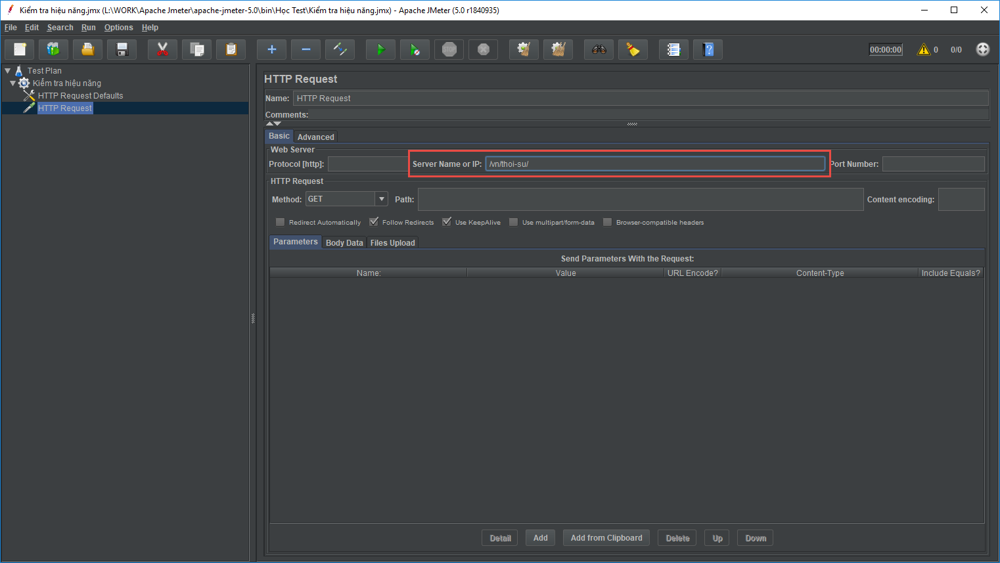 Kiểm tra hiệu năng.jmx (L:\WORK\Apache Jmeter\apache-jmeter-5.0\bin\Học Test\Kiểm tra hiệu năng.jmx) - Apache JMeter (5.0 r1840935)
File Edit Search Run Options Help
STOP 00:00:00 0 0/0
Test Plan
Kiểm tra hiệu năng
HTTP Request Defaults
HTTP Request
HTTP Request
Name: HTTP Request
Comments:
Basic Advanced
Web Server
Protocol [http]: Server Name or IP: /vn/thoi-su/ Port Number:
HTTP Request
Method: GET Path: Content encoding:
Redirect Automatically Follow Redirects Use KeepAlive Use multipart/form-data Browser-compatible headers
Parameters Body Data Files Upload
Send Parameters With the Request:
Name: Value URL Encode? Content-Type Include Equals?
Detail Add Add from Clipboard Delete Up Down